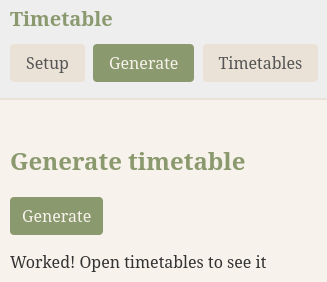 Timetable
Setup Generate Timetables
Generate timetable
Generate
Worked! Open timetables to see it